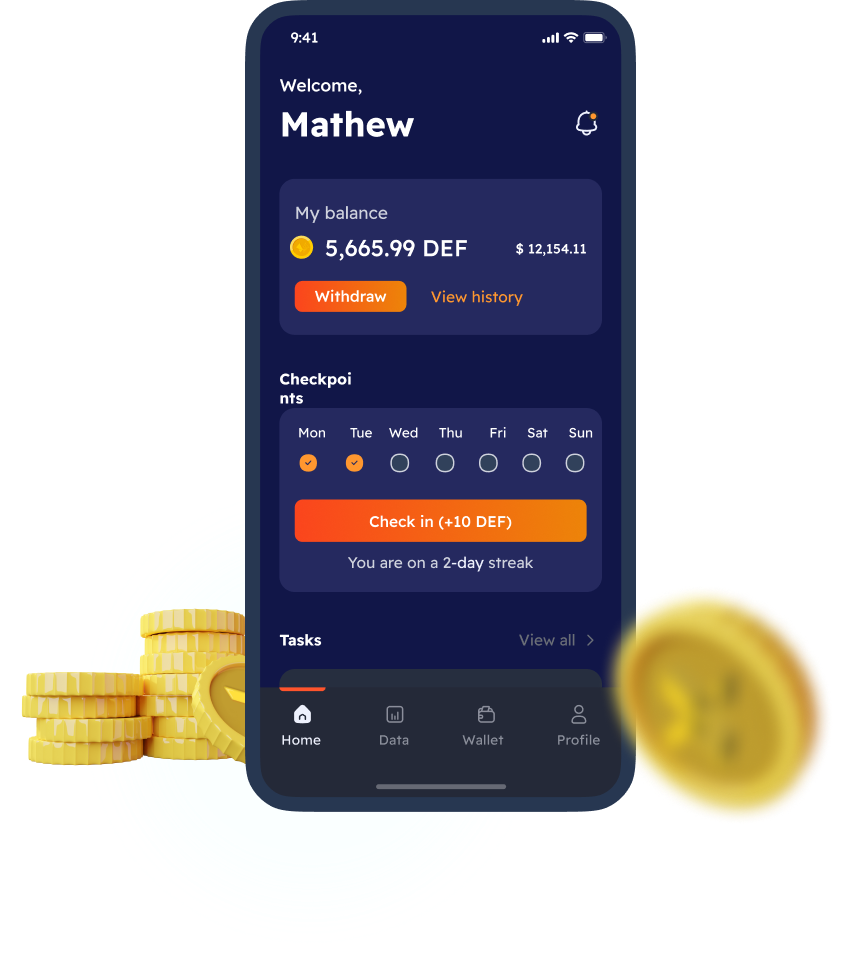 9:41
Welcome,
Mathew
My balance
5,665.99 DEF
$ 12,154.11
Withdraw
View history
Checkpoi
nts
Mon Tue Wed Thu Fri Sat Sun
Check in (+10 DEF)
You are on a 2-day streak
Tasks
View all
Home Data Wallet Profile